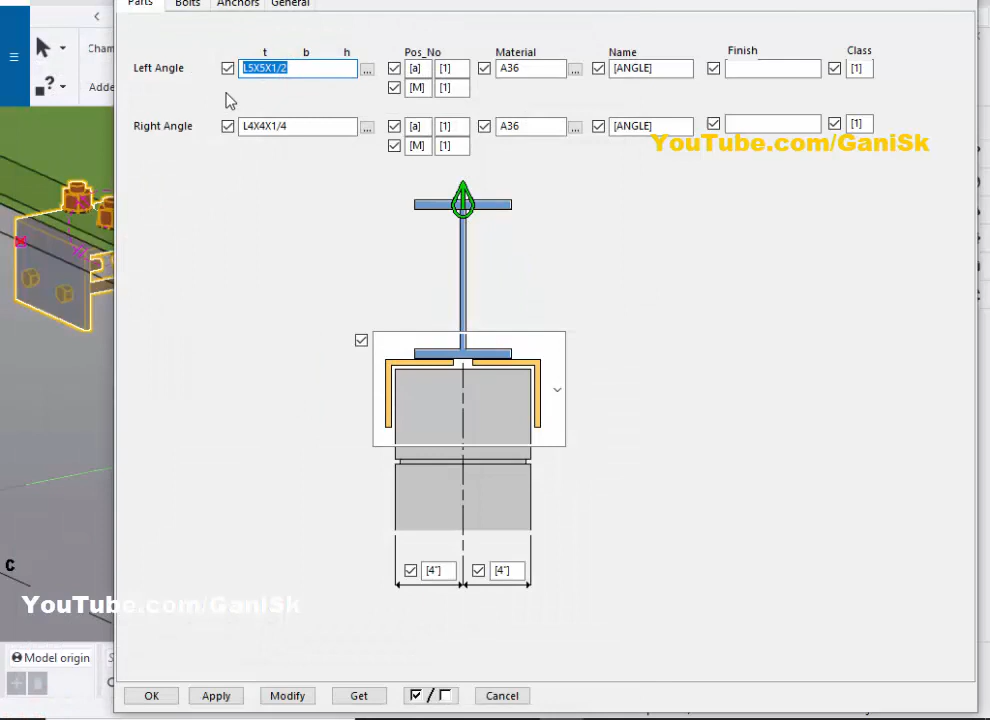 Parts Bolts Anchors General
Cham
Adde
t b h Pos_No Material Name Finish Class
Left Angle L5X5X1/2 ... [a] [1] A36 ... [ANGLE] [1]
[M] [1]
Right Angle L4X4X1/4 ... [a] [1] A36 ... [ANGLE] [1]
[M] [1]
YouTube.com/GaniSk
[4"] [4"]
C
YouTube.com/GaniSk
Model origin
OK Apply Modify Get / Cancel